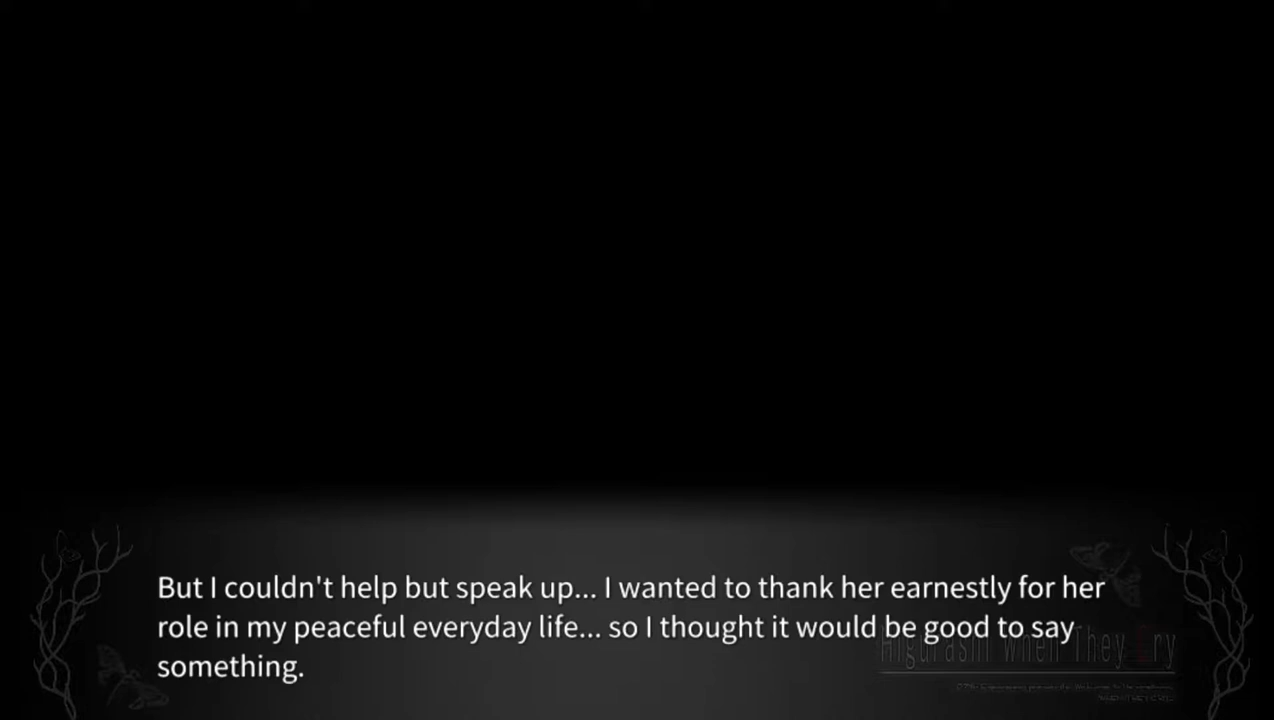 But I couldn't help but speak up... I wanted to thank her earnestly for her
role in my peaceful everyday life... so I thought it would be good to say
something.
Higurashi When They Cry